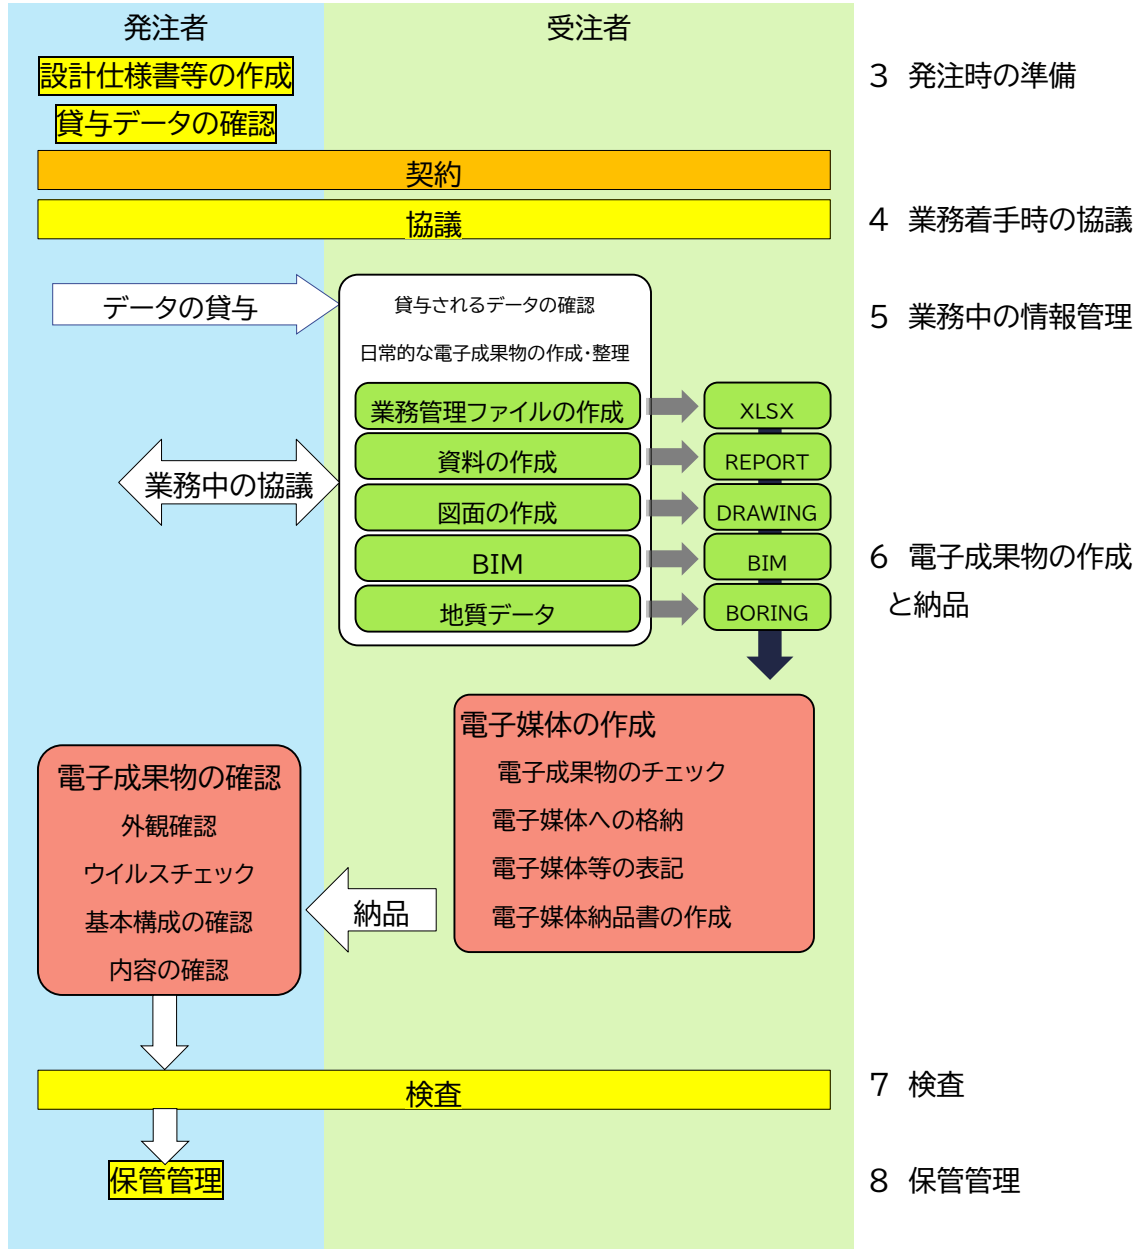 発注者
受注者
設計仕様書等の作成
3 発注時の準備
貸与データの確認
契約
協議
4 業務着手時の協議
データの貸与
貸与されるデータの確認
5 業務中の情報管理
日常的な電子成果物の作成・整理
業務管理ファイルの作成
XLSX
資料の作成
REPORT
業務中の協議
図面の作成
DRAWING
BIM
BIM
6 電子成果物の作成
と納品
地質データ
BORING
電子媒体の作成
電子成果物のチェック
電子媒体への格納
電子媒体等の表記
電子媒体納品書の作成
納品
電子成果物の確認
外観確認
ウイルスチェック
基本構成の確認
内容の確認
検査
7 検査
保管管理
8 保管管理